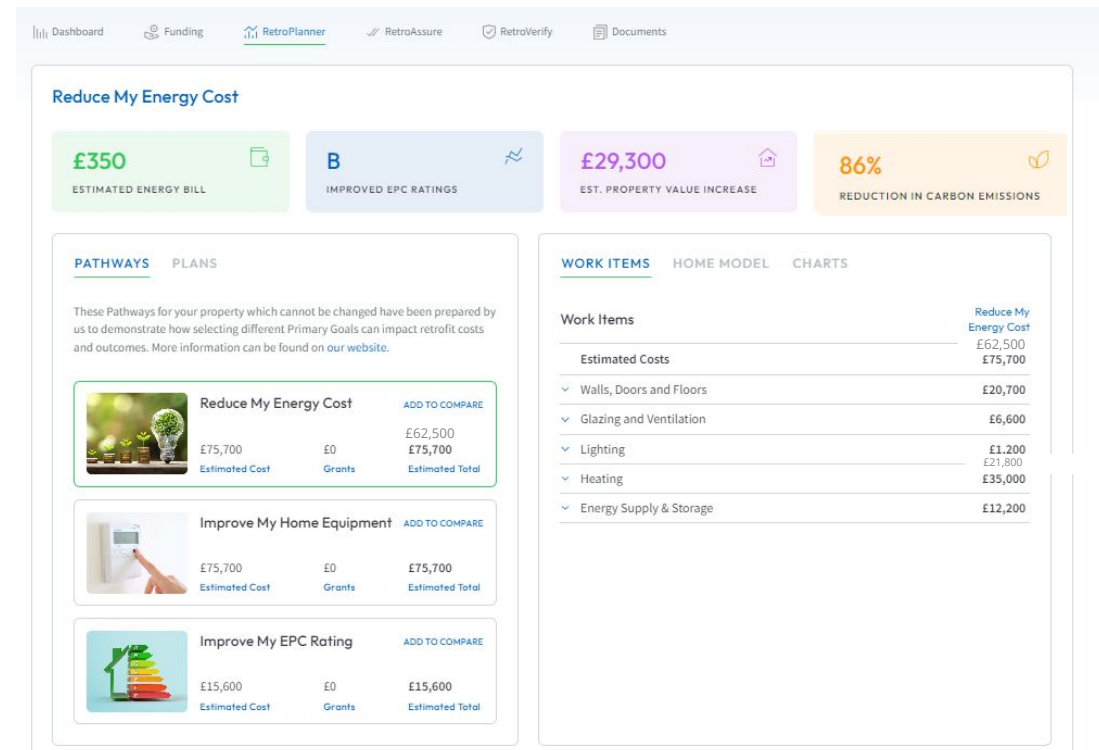 Dashboard Funding RetroPlanner RetroAssure RetroVerify Documents
Reduce My Energy Cost
£350
ESTIMATED ENERGY BILL
B
IMPROVED EPC RATINGS
£29,300
EST. PROPERTY VALUE INCREASE
86%
REDUCTION IN CARBON EMISSIONS
PATHWAYS PLANS
These Pathways for your property which cannot be changed have been prepared by
us to demonstrate how selecting different Primary Goals can impact retrofit costs
and outcomes. More information can be found on our website.
Reduce My Energy Cost ADD TO COMPARE
£62,500
£75,700 £0 £75,700
Estimated Cost Grants Estimated Total
Improve My Home Equipment ADD TO COMPARE
£75,700 £0 £75,700
Estimated Cost Grants Estimated Total
Improve My EPC Rating ADD TO COMPARE
£15,600 £0 £15,600
Estimated Cost Grants Estimated Total
WORK ITEMS HOME MODEL CHARTS
Work Items
Reduce My
Energy Cost
£62,500
Estimated Costs £75,700
Walls, Doors and Floors £20,700
Glazing and Ventilation £6,600
Lighting £1.200
£21,800
Heating £35,000
Energy Supply & Storage £12,200